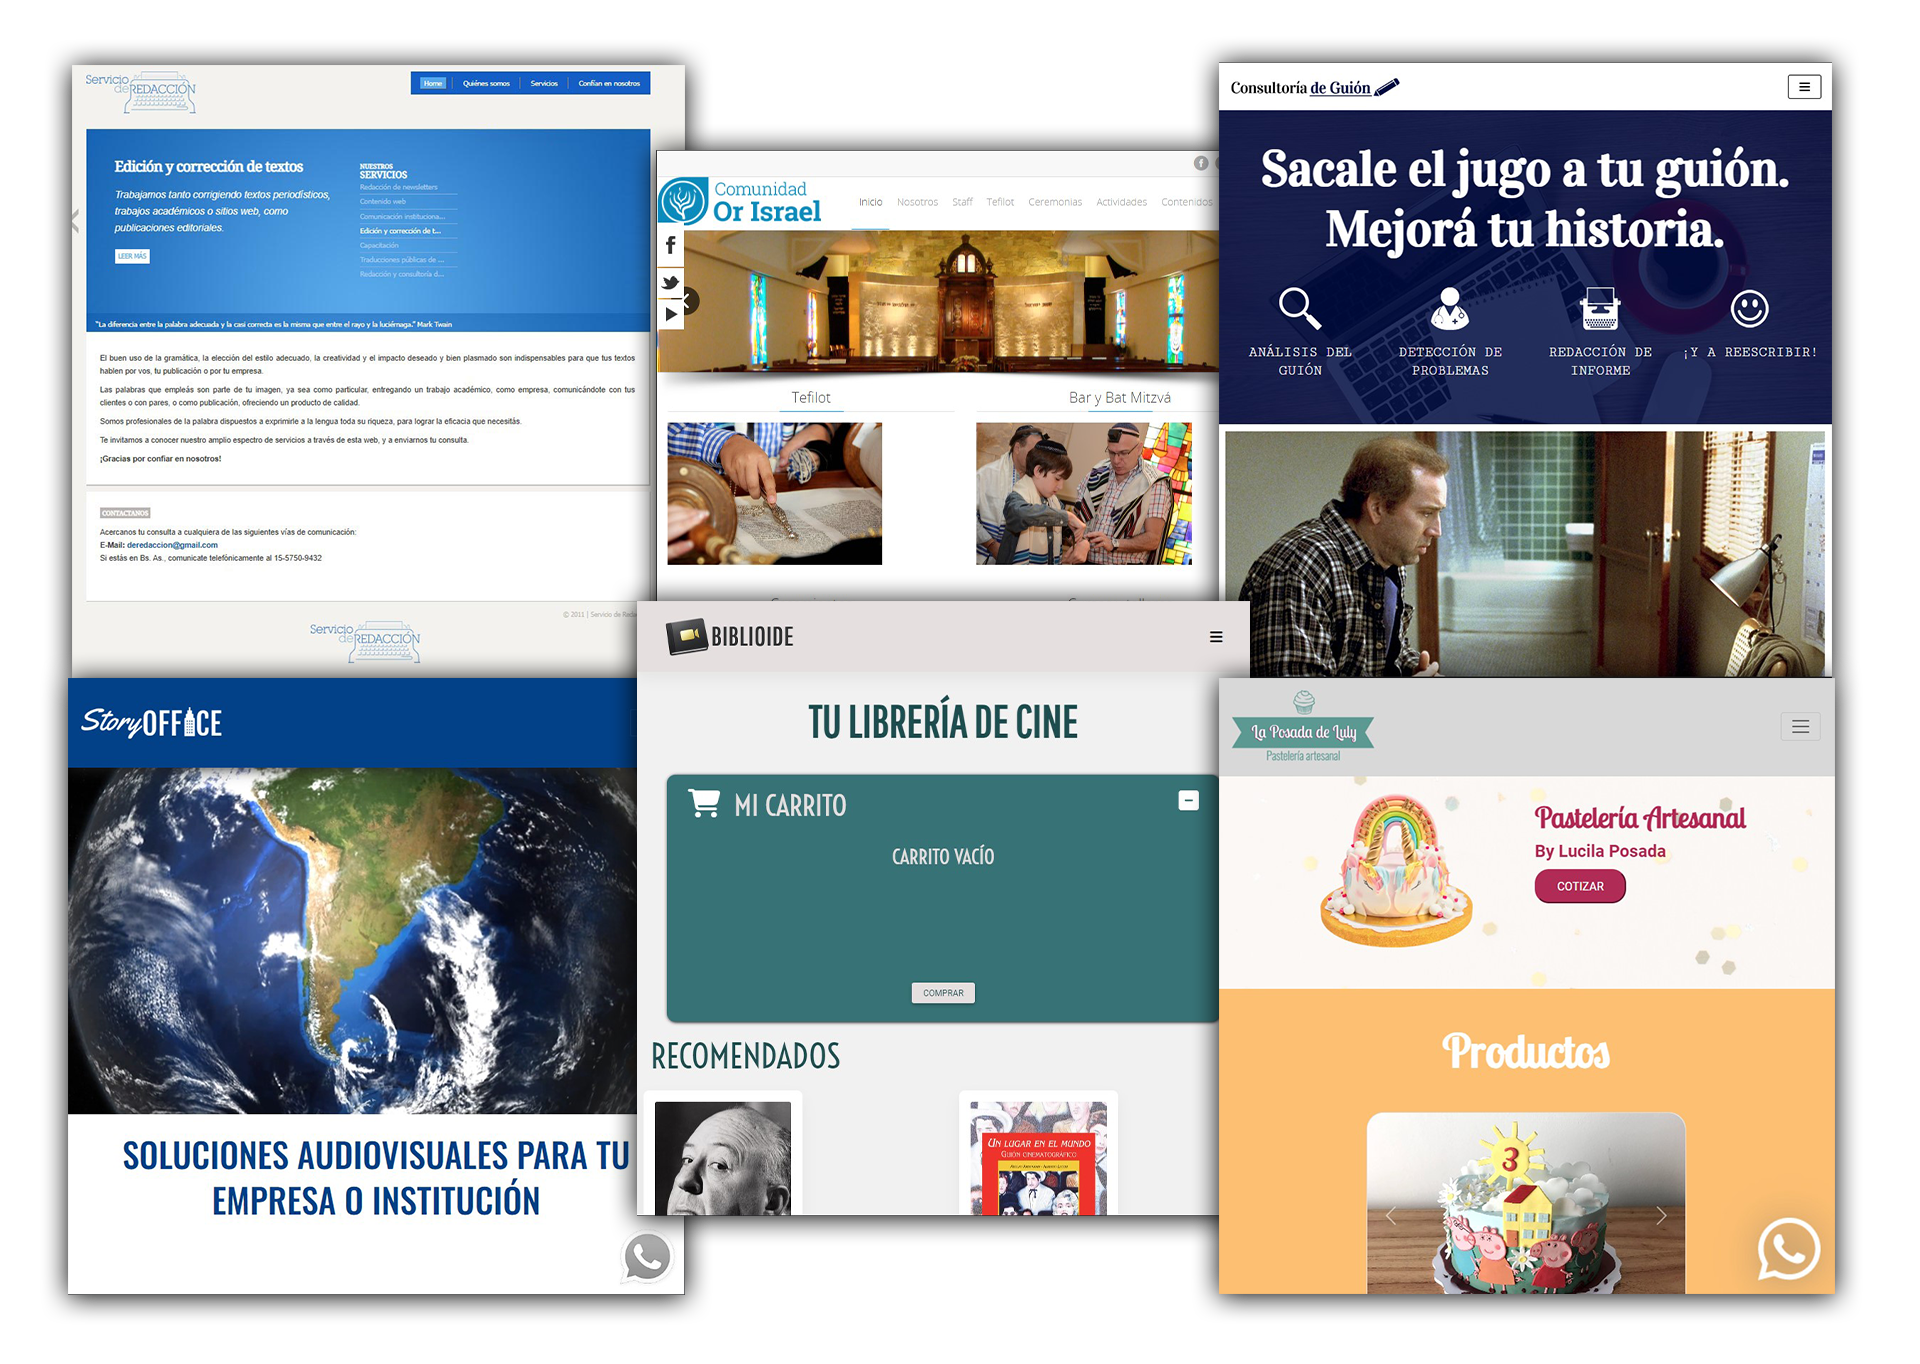 Servicio
deREDACCIÓN
Home
Quiénes somos
Servicios
Confían en nosotros
Edición y corrección de textos
Trabajamos tanto corrigiendo textos periodísticos,
trabajos académicos o sitios web, como
publicaciones editoriales.
LEER MÁS
NUESTROS
SERVICIOS
Redacción de newsletters
Contenido web
Comunicación instituciona...
Edición y corrección de t...
Capacitación
Traducciones públicas de ...
Redacción y consultoría d...
"La diferencia entre la palabra adecuada y la casi correcta es la misma que entre el rayo y la luciérnaga." Mark Twain
El buen uso de la gramática, la elección del estilo adecuado, la creatividad y el impacto deseado y bien plasmado son indispensables para que tus textos
hablen por vos, tu publicación o por tu empresa.
Las palabras que empleás son parte de tu imagen, ya sea como particular, entregando un trabajo académico, como empresa, comunicándote con tus
clientes o con pares, o como publicación, ofreciendo un producto de calidad.
Somos profesionales de la palabra dispuestos a exprimirle a la lengua toda su riqueza, para lograr la eficacia que necesitás.
Te invitamos a conocer nuestro amplio espectro de servicios a través de esta web, y a enviarnos tu consulta.
¡Gracias por confiar en nosotros!
CONTACTANOS
Acercanos tu consulta a cualquiera de las siguientes vías de comunicación:
E-Mail: deredaccion@gmail.com
Si estás en Bs. As., comunicate telefónicamente al 15-5750-9432
© 2011 | Servicio de
Servicio
deREDACCIÓN
Comunidad
Or Israel
Inicio
Nosotros
Staff
Tefilot
Ceremonias
Actividades
Contenidos
Tefilot
Bar y Bat Mitzvá
Consultoría de Guión
Sacale el jugo a tu guión.
Mejorá tu historia.
ANÁLISIS DEL
GUIÓN
DETECCIÓN DE
PROBLEMAS
REDACCIÓN DE
INFORME
¡Y A REESCRIBIR!
StoryOFFICE
SOLUCIONES AUDIOVISUALES PARA TU
EMPRESA O INSTITUCIÓN
BIBLIOIDE
TU LIBRERÍA DE CINE
MI CARRITO
CARRITO VACÍO
COMPRAR
RECOMENDADOS
UN LUGAR EN EL MUNDO
GUIÓN CINEMATOGRÁFICO
La Posada de Luly
Pastelería artesanal
Pastelería Artesanal
By Lucila Posada
COTIZAR
Productos
3